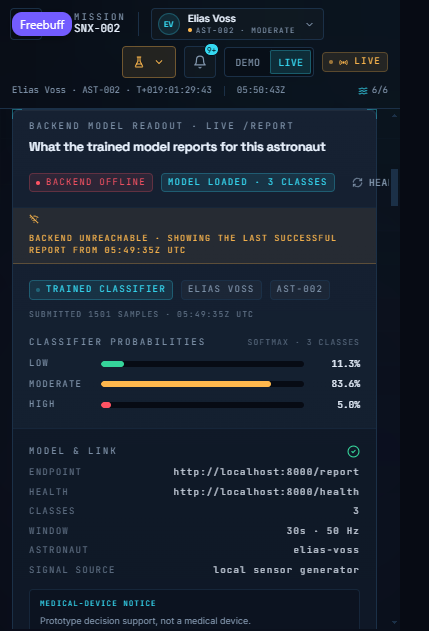 Freebuff
MISSION
SNX-002
EV
Elias Voss
AST-002 · MODERATE
9+
DEMO
LIVE
LIVE
Elias Voss · AST-002 · T+019:01:29:43
05:50:43Z
6/6
BACKEND MODEL READOUT · LIVE /REPORT
What the trained model reports for this astronaut
BACKEND OFFLINE
MODEL LOADED · 3 CLASSES
HEA
BACKEND UNREACHABLE · SHOWING THE LAST SUCCESSFUL
REPORT FROM 05:49:35Z UTC
TRAINED CLASSIFIER
ELIAS VOSS
AST-002
SUBMITTED 1501 SAMPLES · 05:49:35Z UTC
CLASSIFIER PROBABILITIES
SOFTMAX · 3 CLASSES
LOW 11.3%
MODERATE 83.6%
HIGH 5.0%
MODEL & LINK
ENDPOINT http://localhost:8000/report
HEALTH http://localhost:8000/health
CLASSES 3
WINDOW 30s · 50 Hz
ASTRONAUT elias-voss
SIGNAL SOURCE local sensor generator
MEDICAL-DEVICE NOTICE
Prototype decision support, not a medical device.